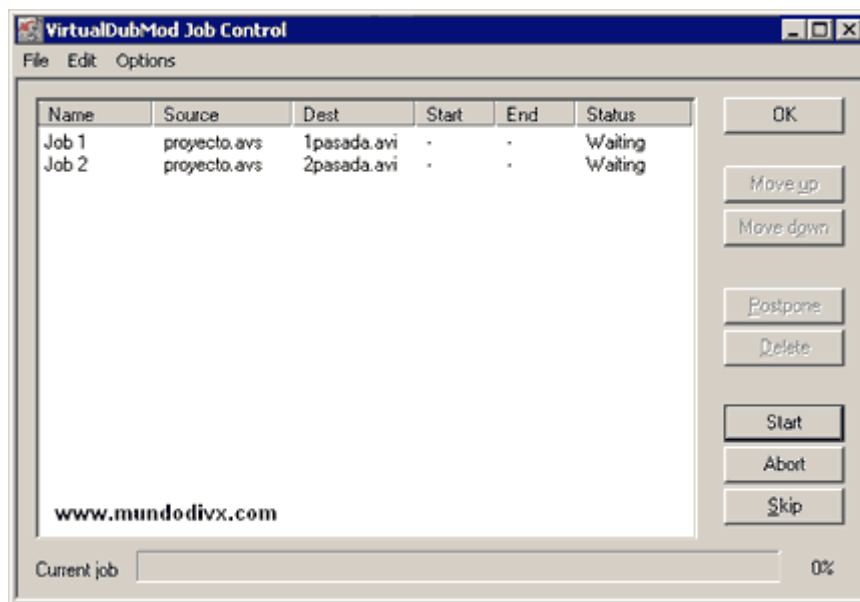 VirtualDubMod Job Control
File Edit Options
Name Source Dest Start End Status
Job 1 proyecto.avs 1pasada.avi - - Waiting
Job 2 proyecto.avs 2pasada.avi - - Waiting
OK
Move up
Move down
Postpone
Delete
Start
Abort
Skip
www.mundodivx.com
Current job 0%